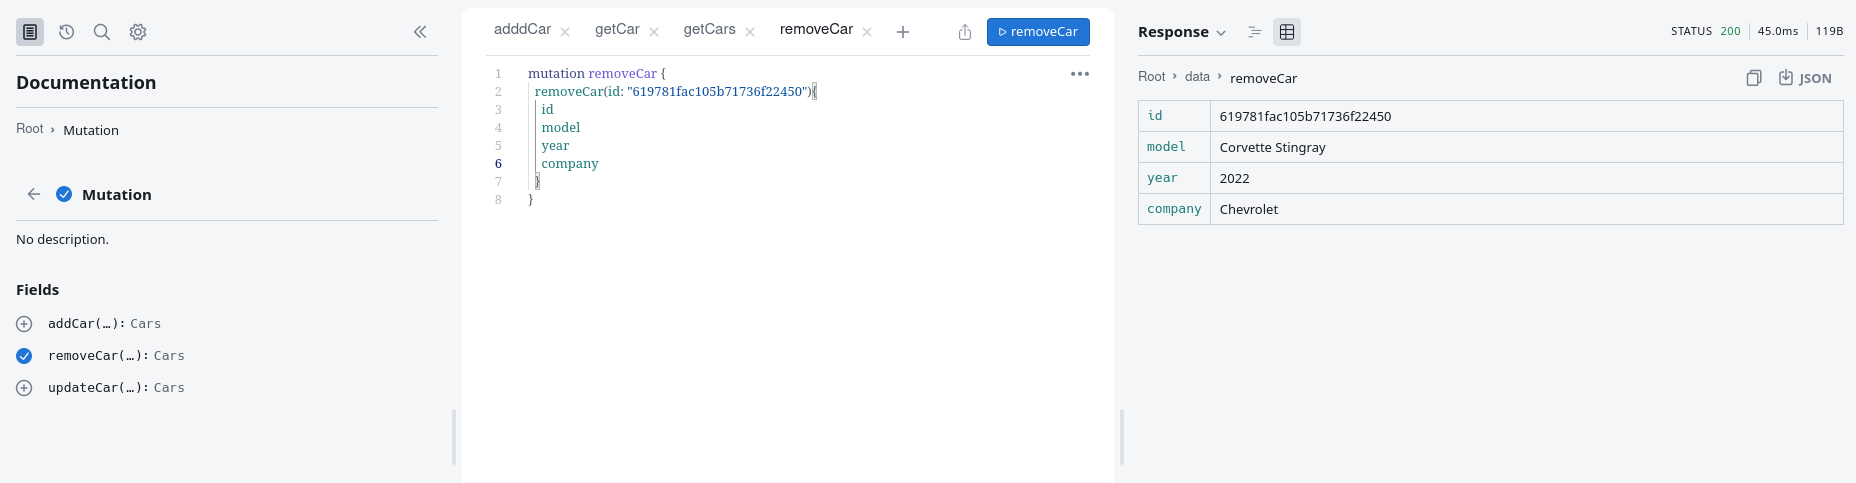 Documentation
Root › Mutation
Mutation
No description.
Fields
addCar(…): Cars
removeCar(…): Cars
updateCar(…): Cars
adddCar × getCar × getCars × removeCar × +
removeCar
1 mutation removeCar {
2 removeCar(id: "619781fac105b71736f22450"){
3 id
4 model
5 year
6 company
7 }
8 }
Response STATUS 200 45.0ms 119B
Root › data › removeCar JSON
id 619781fac105b71736f22450
model Corvette Stingray
year 2022
company Chevrolet